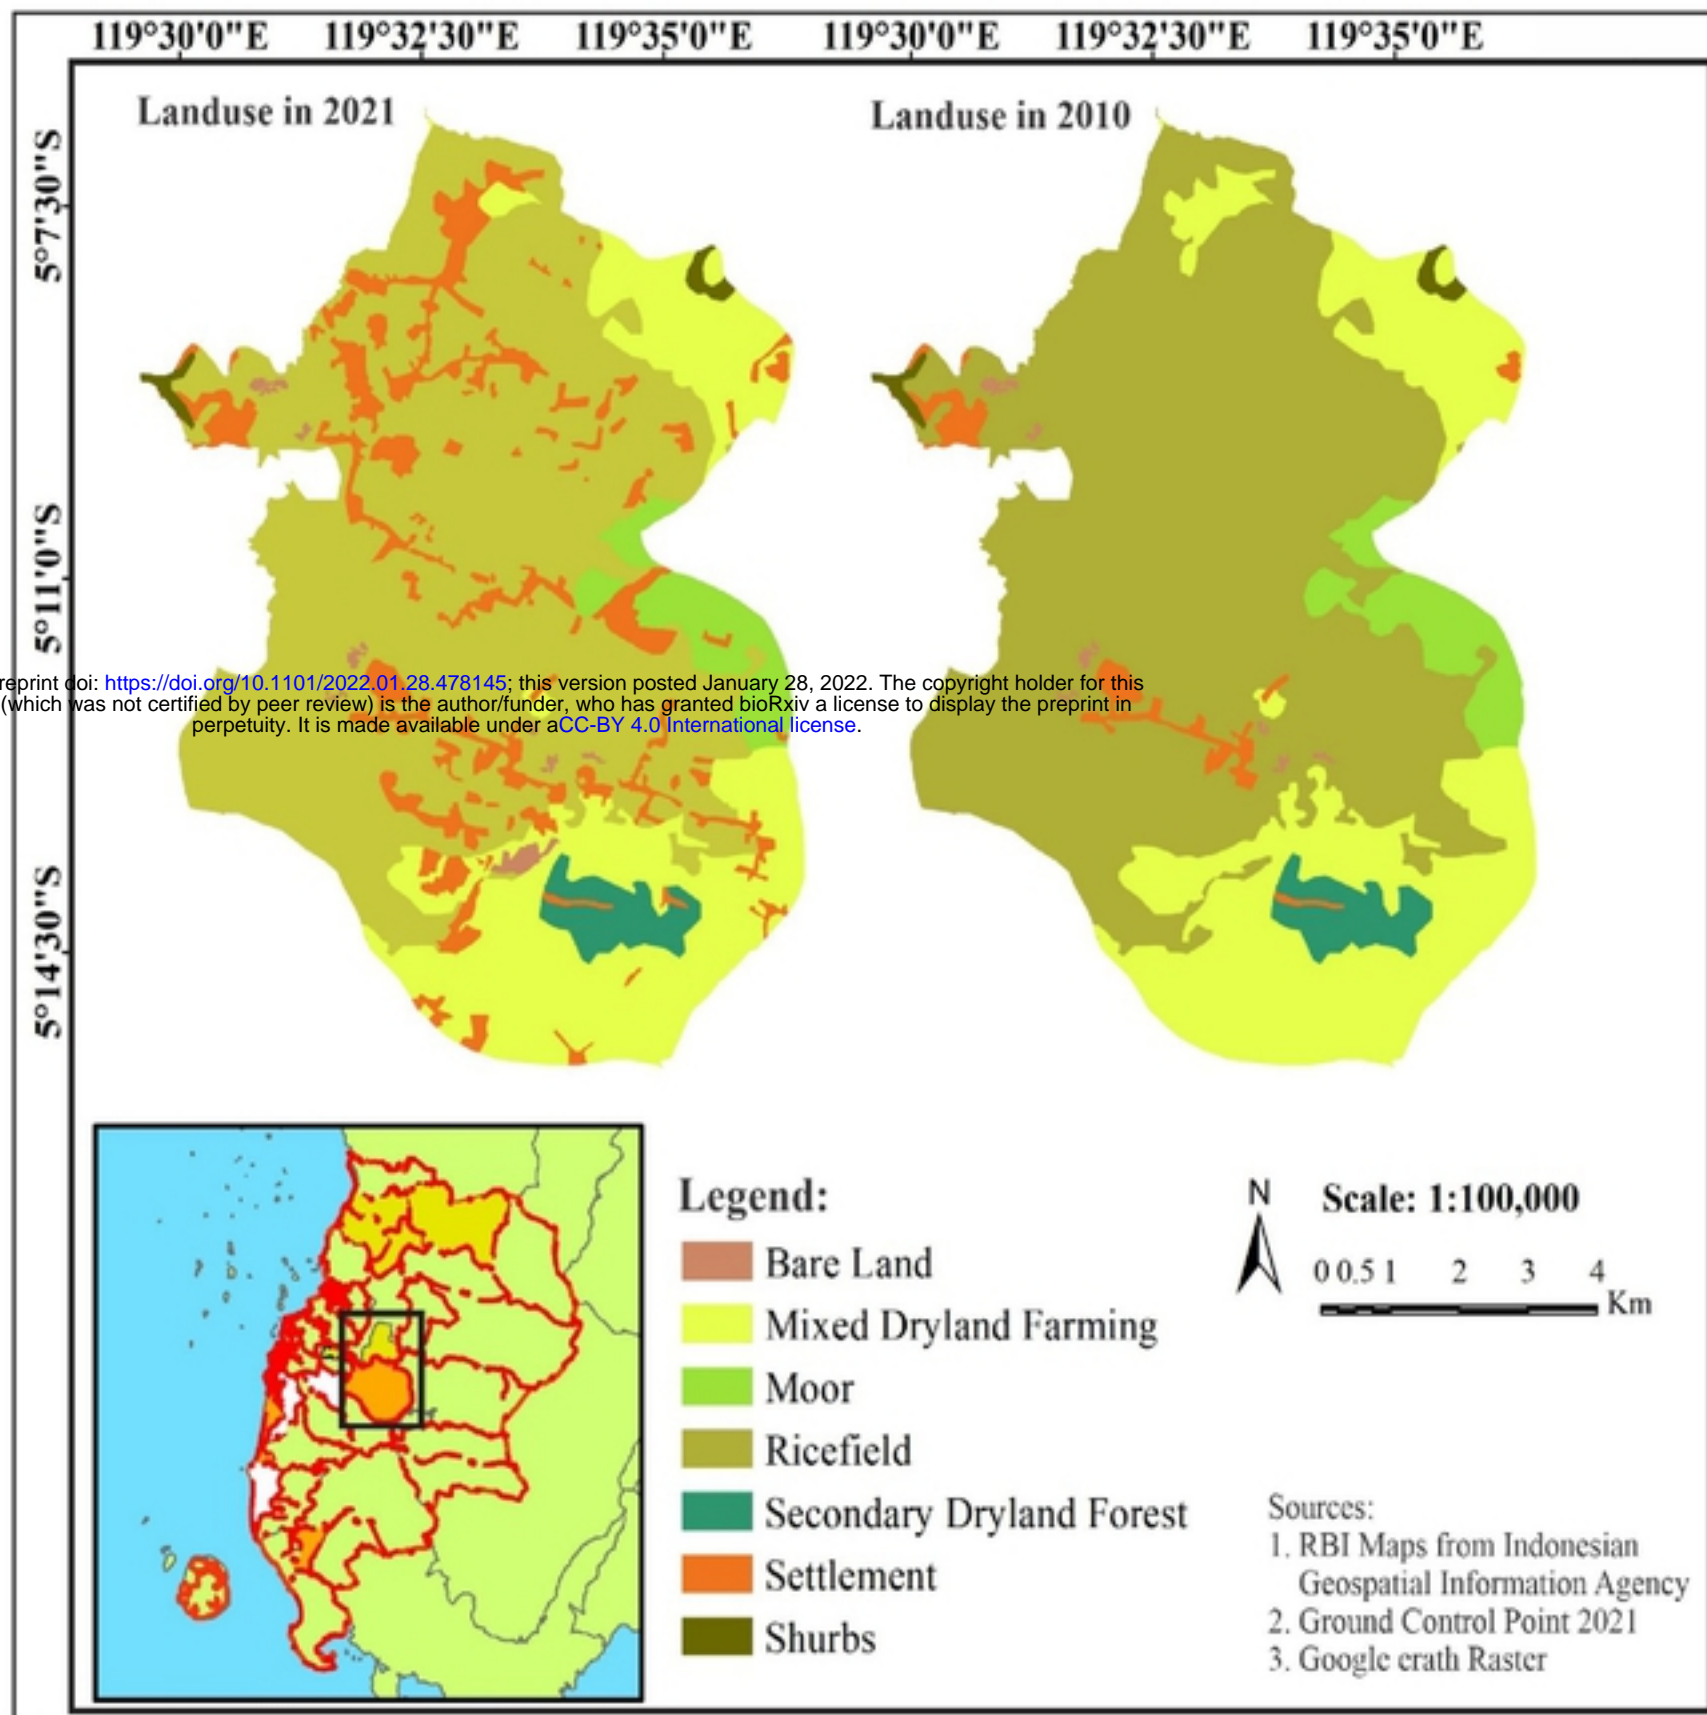 119°30'0"E 119°32'30"E 119°35'0"E 119°30'0"E 119°32'30"E 119°35'0"E
Landuse in 2021
Landuse in 2010
5°7'30"S
5°11'0"S
5°14'30"S
reprint doi: https://doi.org/10.1101/2022.01.28.478145; this version posted January 28, 2022. The copyright holder for this
(which was not certified by peer review) is the author/funder, who has granted bioRxiv a license to display the preprint in
perpetuity. It is made available under aCC-BY 4.0 International license.
Legend:
Bare Land
Mixed Dryland Farming
Moor
Ricefield
Secondary Dryland Forest
Settlement
Shurbs
N
Scale: 1:100,000
0 0.5 1 2 3 4
Km
Sources:
1. RBI Maps from Indonesian
Geospatial Information Agency
2. Ground Control Point 2021
3. Google erath Raster